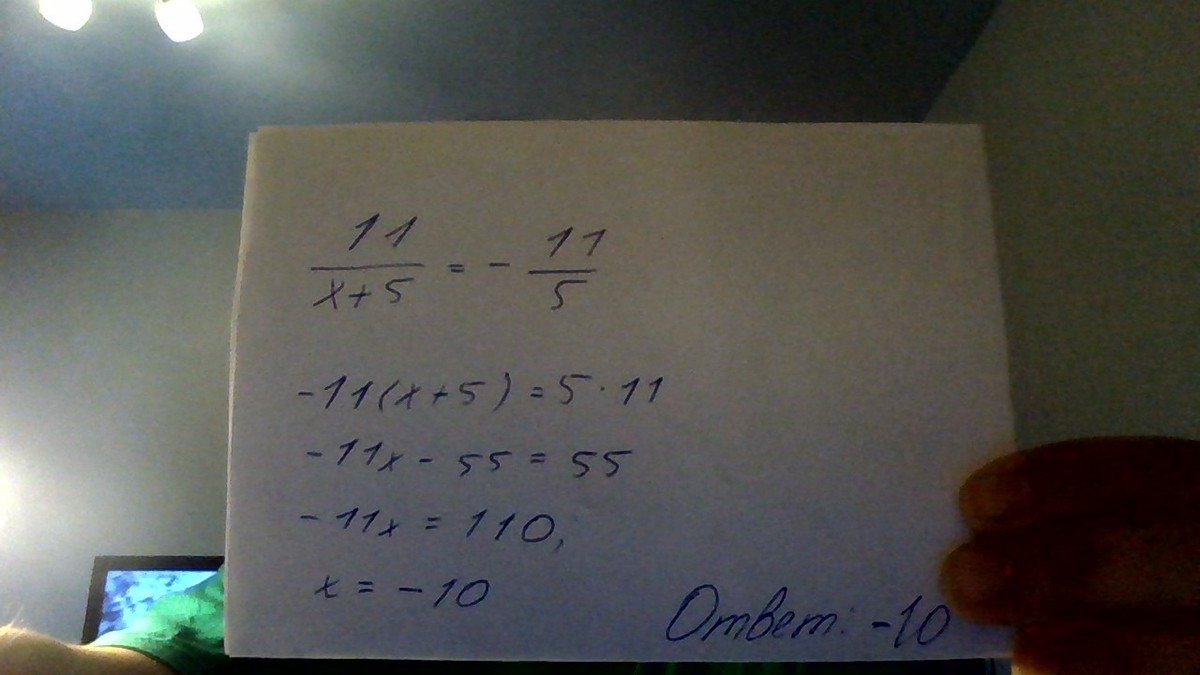 11/(x+5) = - 11/5
-11(x+5)=5·11
-11x - 55 = 55
-11x = 110,
x = -10
Ответ: -10